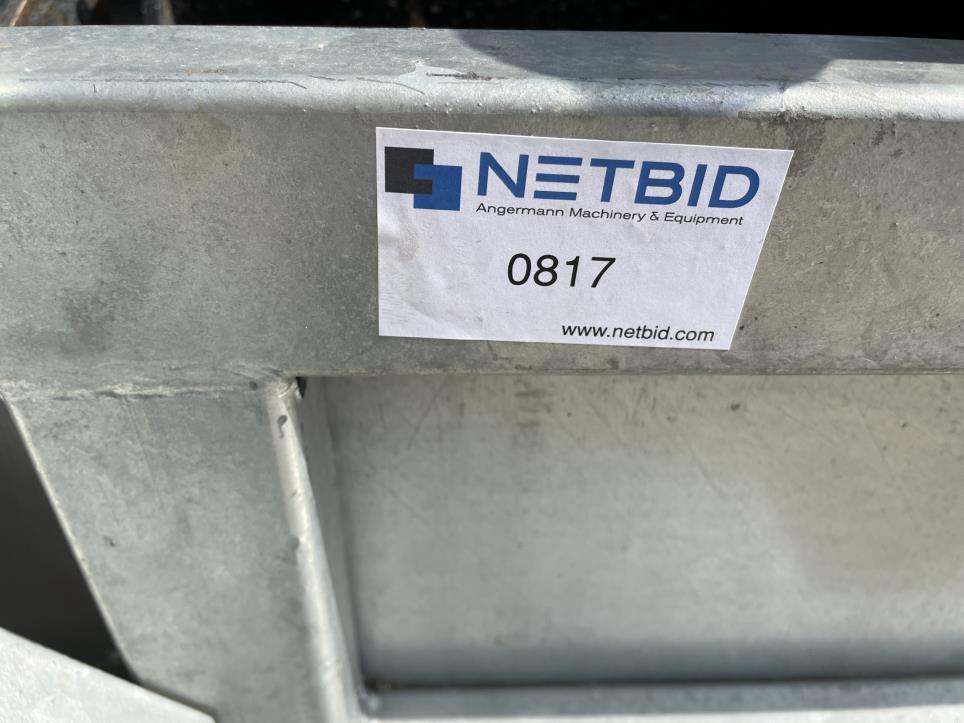 NETBID
Angermann Machinery & Equipment
0817
www.netbid.com